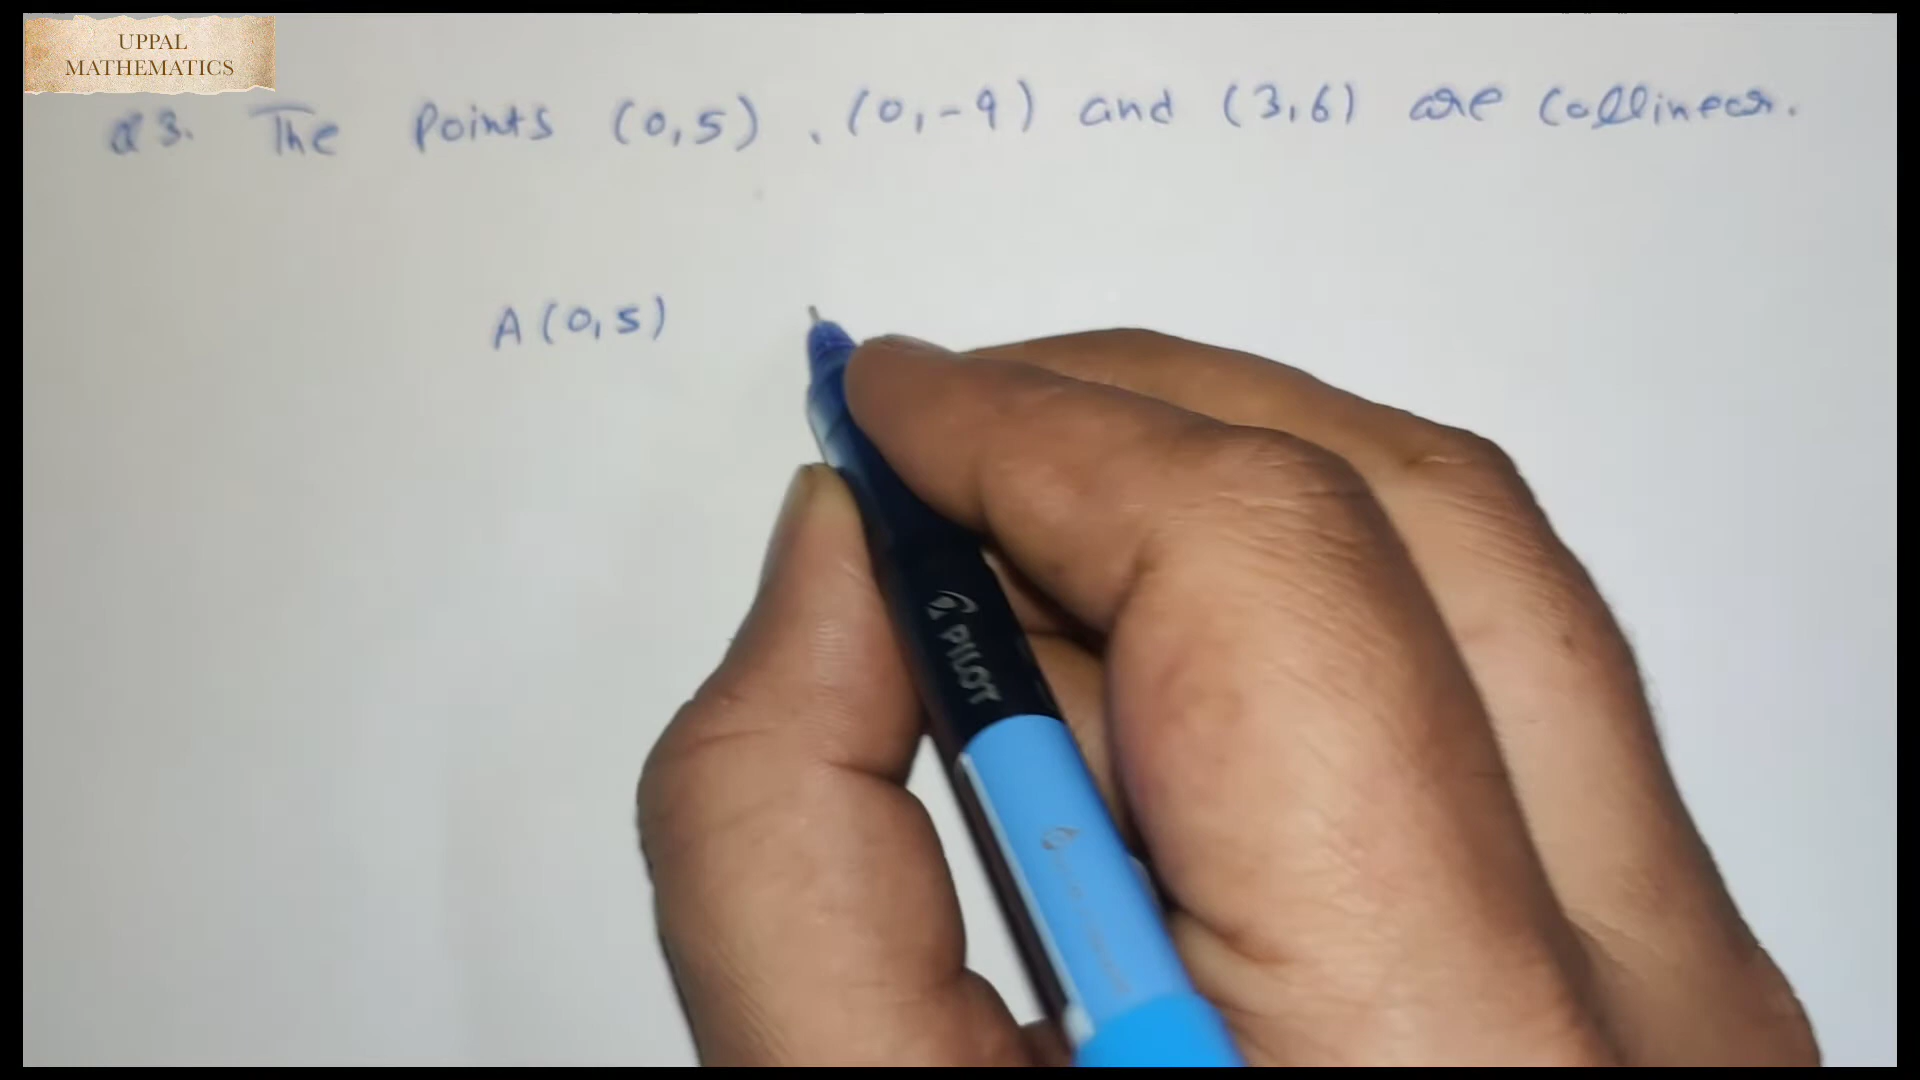 UPPAL
MATHEMATICS
Q3. The Points (0,5), (0,-9) and (3,6) are Collinear.
A(0,5)
PILOT